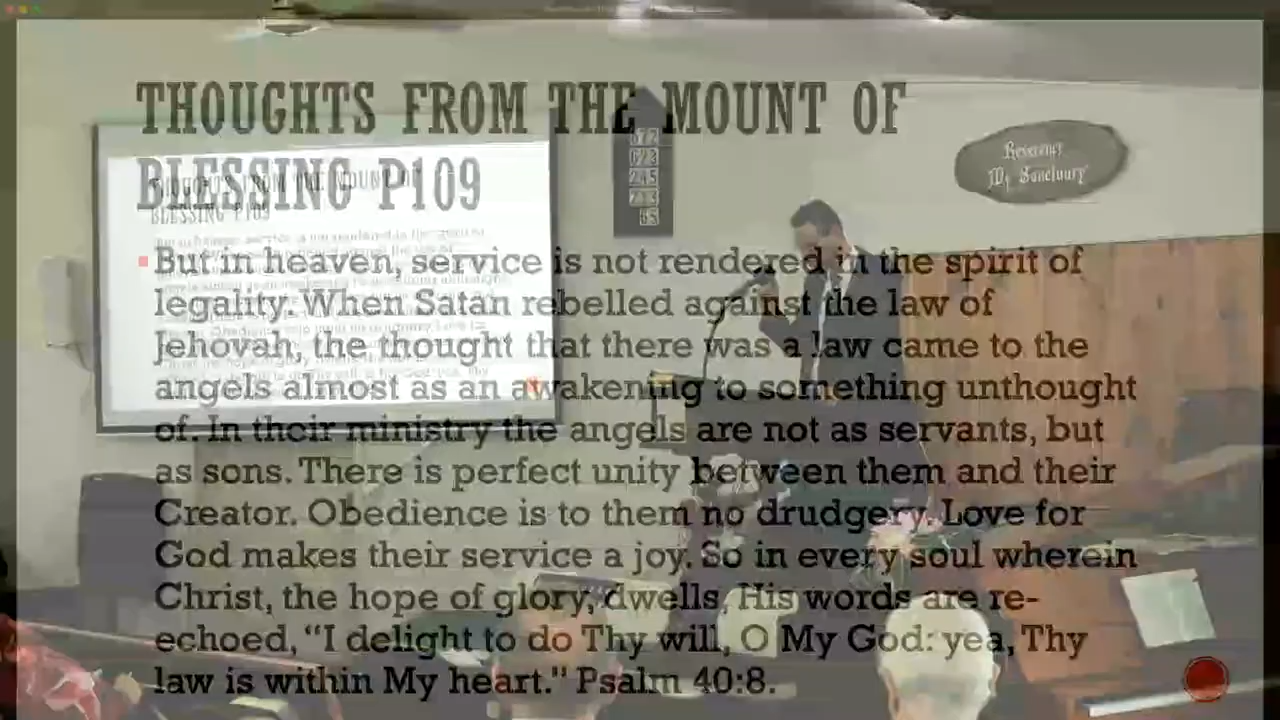 THOUGHTS FROM THE MOUNT OF
BLESSING P109
But in heaven, service is not rendered in the spirit of
legality. When Satan rebelled against the law of
Jehovah, the thought that there was a law came to the
angels almost as an awakening to something unthought
of. In their ministry the angels are not as servants, but
as sons. There is perfect unity between them and their
Creator. Obedience is to them no drudgery. Love for
God makes their service a joy. So in every soul wherein
Christ, the hope of glory, dwells, His words are re-
echoed, “I delight to do Thy will, O My God: yea, Thy
law is within My heart." Psalm 40:8.
Reverence
My Sanctuary
245